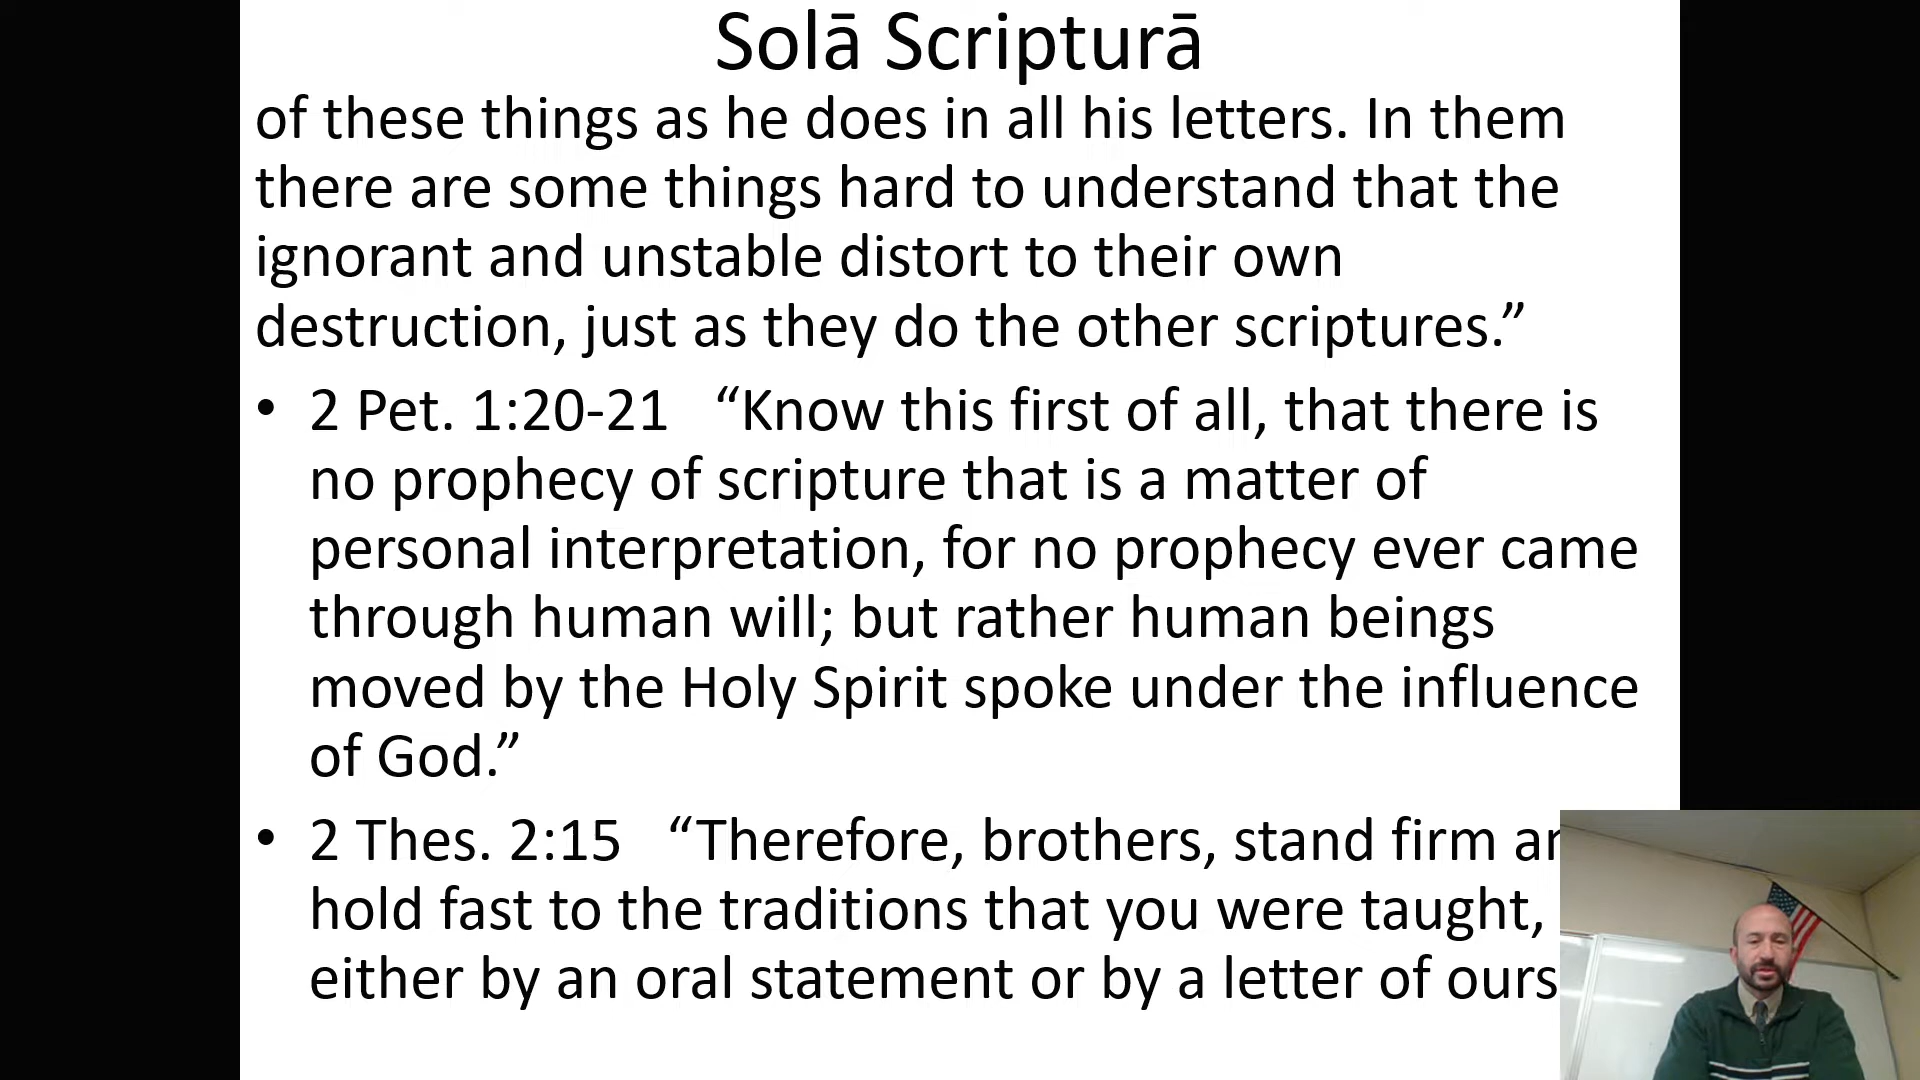 Solā Scripturā
of these things as he does in all his letters. In them
there are some things hard to understand that the
ignorant and unstable distort to their own
destruction, just as they do the other scriptures.”
• 2 Pet. 1:20-21 “Know this first of all, that there is
no prophecy of scripture that is a matter of
personal interpretation, for no prophecy ever came
through human will; but rather human beings
moved by the Holy Spirit spoke under the influence
of God.”
• 2 Thes. 2:15 “Therefore, brothers, stand firm
hold fast to the traditions that you were taught,
either by an oral statement or by a letter of ours